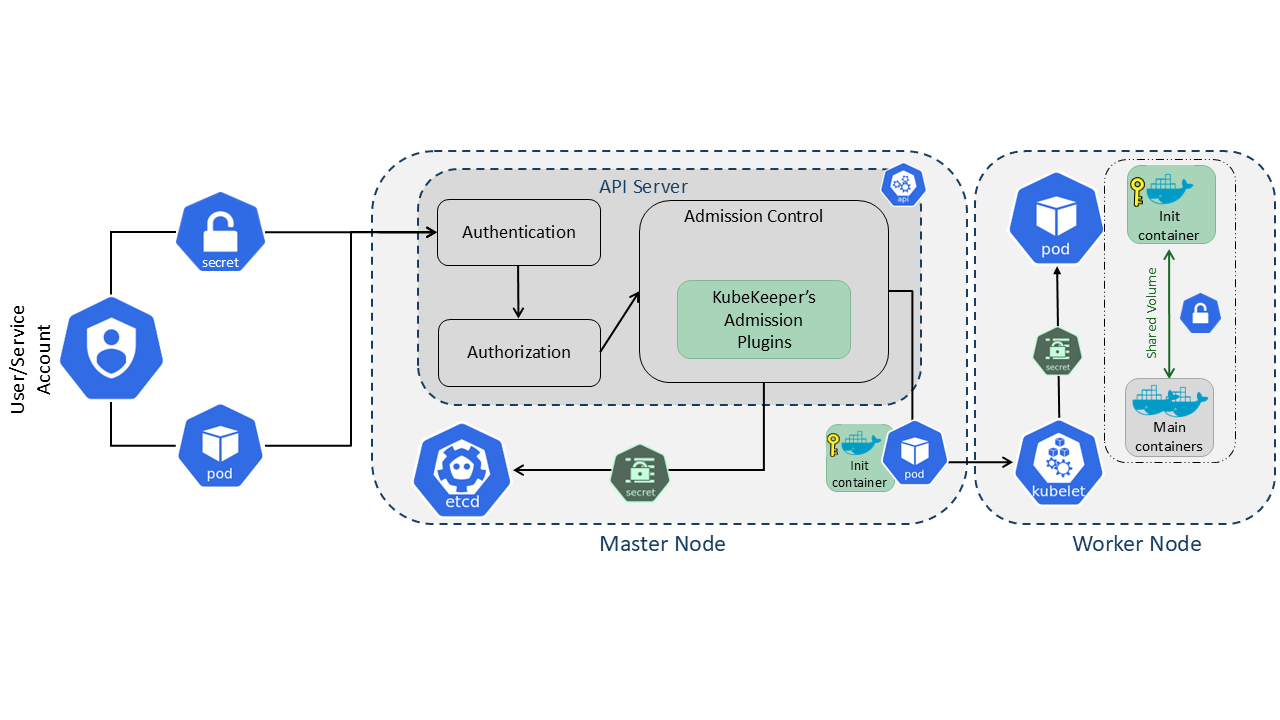 User/Service
Account
secret
pod
API Server
api
Authentication
Authorization
Admission Control
KubeKeeper’s
Admission
Plugins
etcd
secret
Init
container
pod
Master Node
pod
secret
kubelet
Init
container
Shared Volume
Main
containers
Worker Node